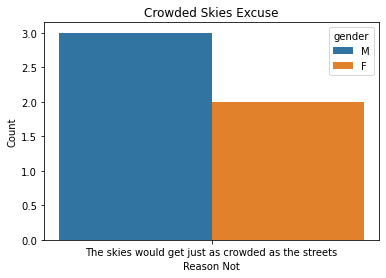 Crowded Skies Excuse
gender
M
F
3.0
2.5
2.0
1.5
1.0
0.5
0.0
Count
The skies would get just as crowded as the streets
Reason Not